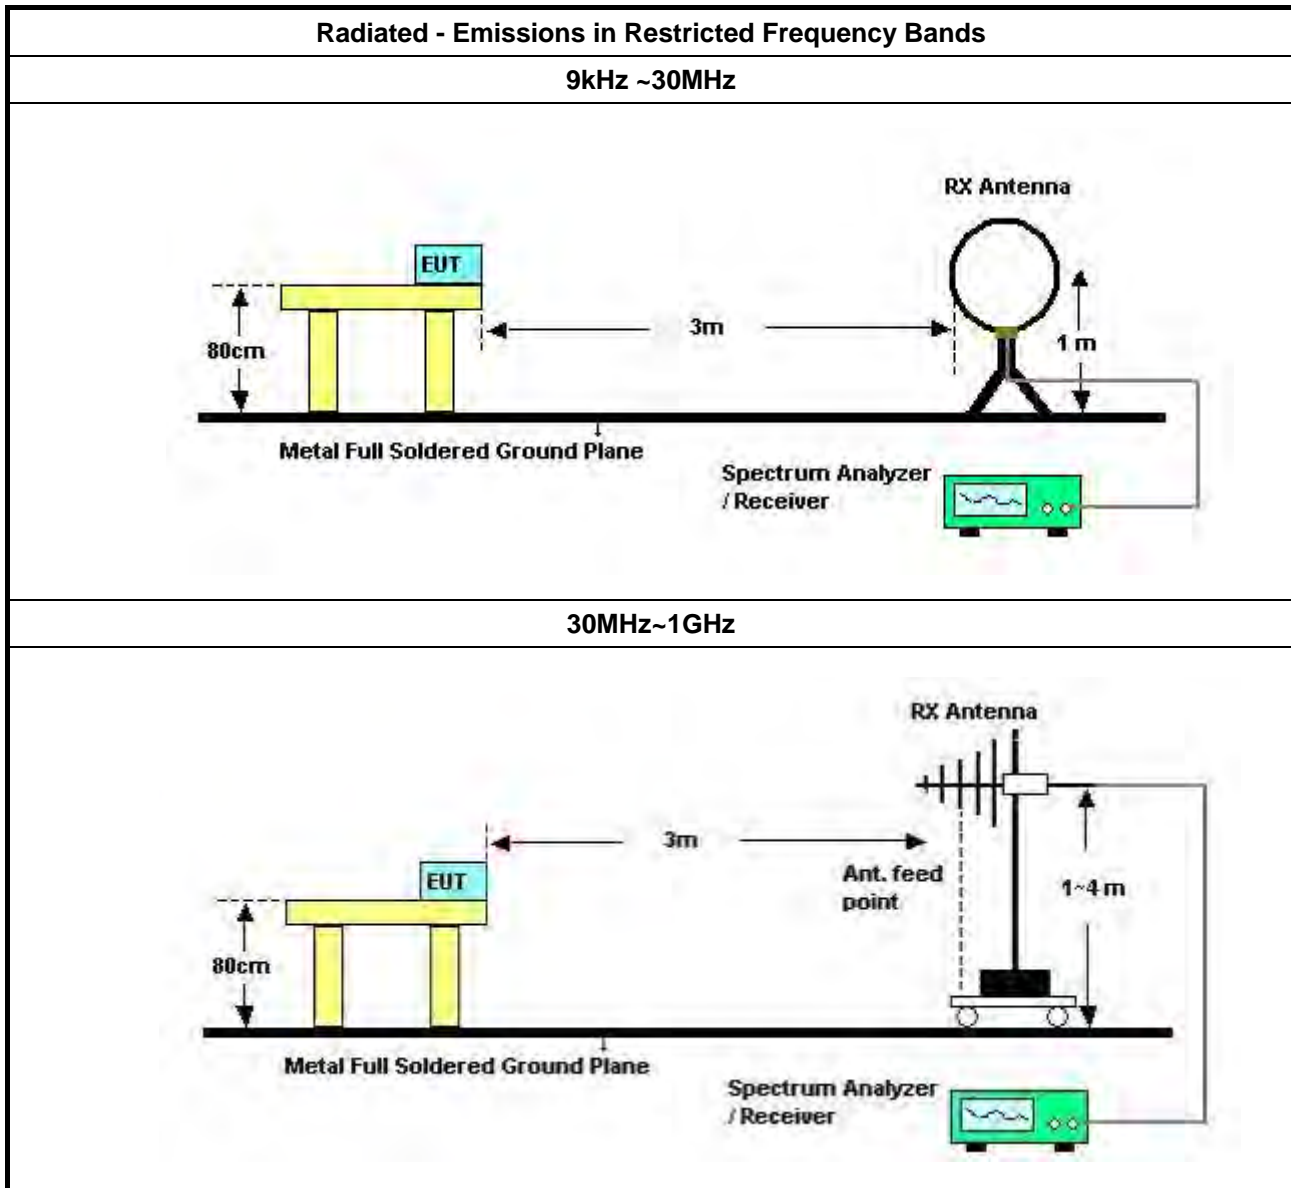 Radiated - Emissions in Restricted Frequency Bands
9kHz ~30MHz
RX Antenna
EUT
3m
80cm
1 m
Metal Full Soldered Ground Plane
Spectrum Analyzer
/ Receiver
30MHz~1GHz
RX Antenna
3m
EUT
Ant. feed
point
1~4 m
80cm
Metal Full Soldered Ground Plane
Spectrum Analyzer
/ Receiver